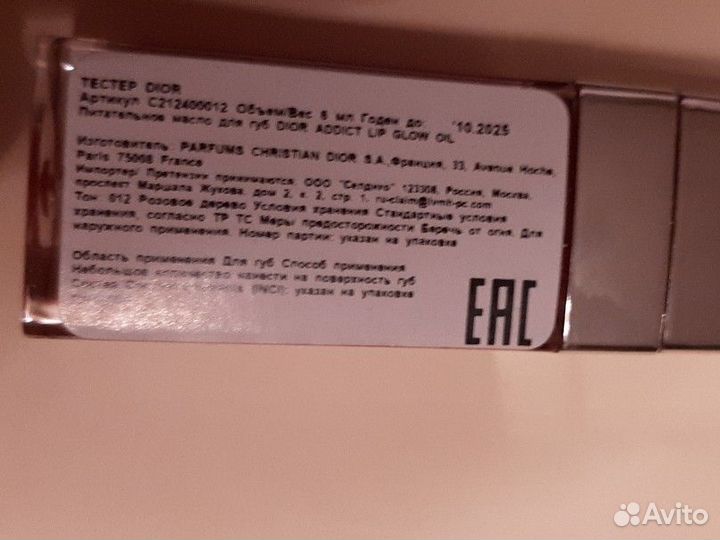 ТЕСТЕР DIOR
Артикул C212400012 Объем/Вес 6 мл Годен до: 10.2025
Питательное масло для губ DIOR ADDICT LIP GLOW OIL
Изготовитель: PARFUMS CHRISTIAN DIOR S.A.,Франция, 33, Avenue Hoche,
Paris 75008 France
Импортер/ Претензии принимаются: ООО "Селдико" 123308, Россия, Москва,
проспект Маршала Жукова, дом 2, к. 2, стр. 1, ru-claim@lvmh-pc.com
Тон: 012 Розовое дерево Условия хранения Стандартные условия
хранения, согласно ТР ТС Меры предосторожности Беречь от огня. Для
наружного применения. Номер партии: указан на упаковке
Область применения Для губ Способ применения
Небольшое количество нанести на поверхность губ
Состав (INCI): указан на упаковке
EAC
Avito